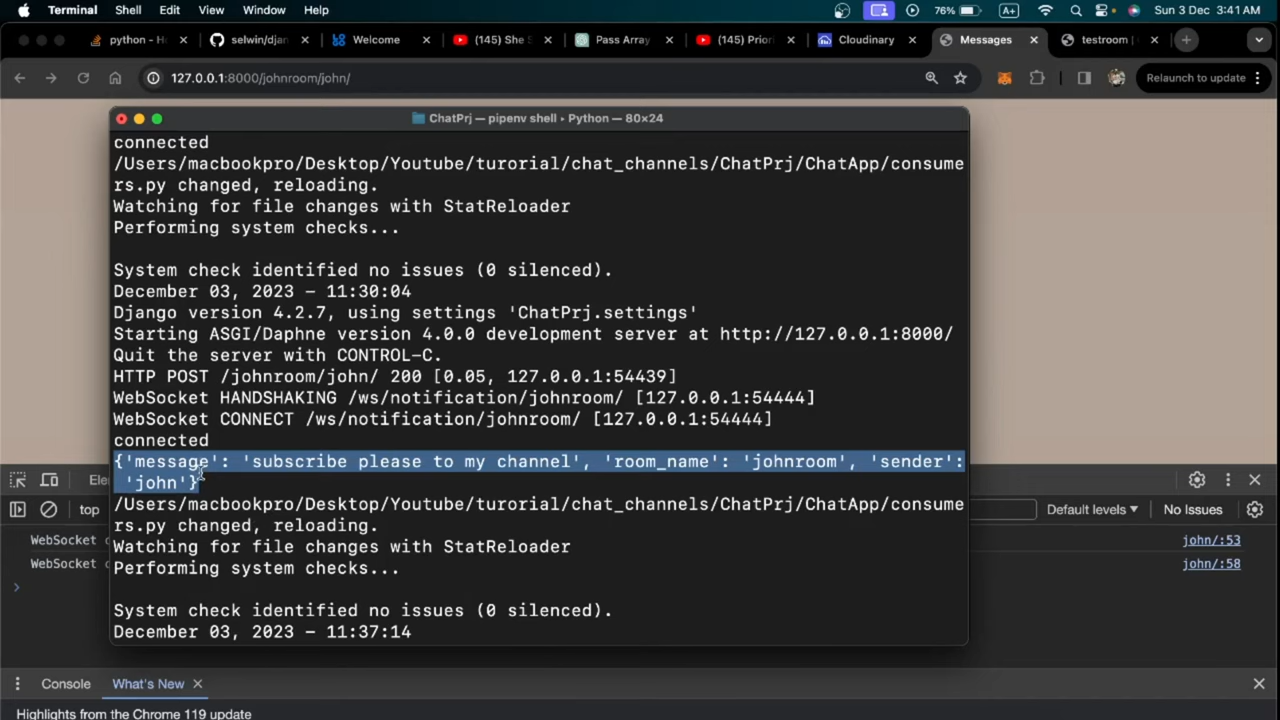 Terminal Shell Edit View Window Help 76% A+ Sun 3 Dec 3:41 AM
python - H selwin/djan Welcome (145) She S Pass Array (145) Prior Cloudinary Messages testroom |
127.0.0.1:8000/johnroom/john/ Relaunch to update
ChatPrj — pipenv shell ▸ Python — 80×24
connected
/Users/macbookpro/Desktop/Youtube/turorial/chat_channels/ChatPrj/ChatApp/consume
rs.py changed, reloading.
Watching for file changes with StatReloader
Performing system checks...
System check identified no issues (0 silenced).
December 03, 2023 - 11:30:04
Django version 4.2.7, using settings 'ChatPrj.settings'
Starting ASGI/Daphne version 4.0.0 development server at http://127.0.0.1:8000/
Quit the server with CONTROL-C.
HTTP POST /johnroom/john/ 200 [0.05, 127.0.0.1:54439]
WebSocket HANDSHAKING /ws/notification/johnroom/ [127.0.0.1:54444]
WebSocket CONNECT /ws/notification/johnroom/ [127.0.0.1:54444]
connected
{'message': 'subscribe please to my channel', 'room_name': 'johnroom', 'sender':
'john'}
/Users/macbookpro/Desktop/Youtube/turorial/chat_channels/ChatPrj/ChatApp/consume
rs.py changed, reloading.
Watching for file changes with StatReloader
Performing system checks...
System check identified no issues (0 silenced).
December 03, 2023 - 11:37:14
Ele
top Default levels No Issues
WebSocket c john/:53
WebSocket c john/:58
Console What's New
Highlights from the Chrome 119 update